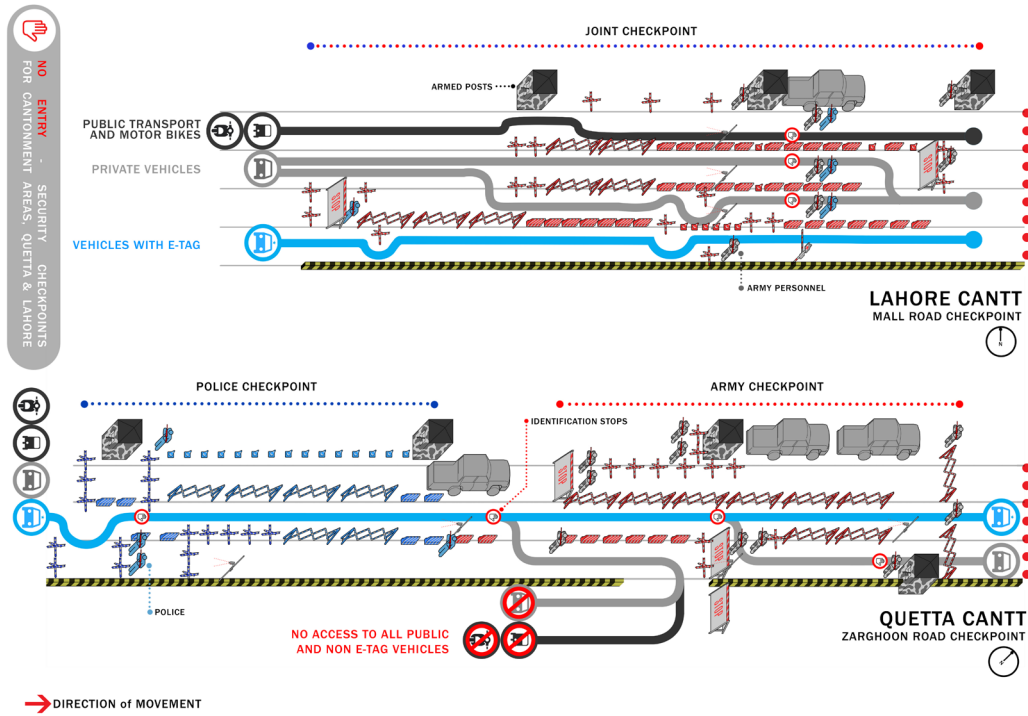 NO ENTRY - SECURITY CHECKPOINTS
FOR CANTONMENT AREAS, QUETTA & LAHORE
JOINT CHECKPOINT
ARMED POSTS
PUBLIC TRANSPORT
AND MOTOR BIKES
PRIVATE VEHICLES
VEHICLES WITH E-TAG
ARMY PERSONNEL
LAHORE CANTT
MALL ROAD CHECKPOINT
N
POLICE CHECKPOINT
ARMY CHECKPOINT
IDENTIFICATION STOPS
POLICE
NO ACCESS TO ALL PUBLIC
AND NON E-TAG VEHICLES
QUETTA CANTT
ZARGHOON ROAD CHECKPOINT
DIRECTION of MOVEMENT